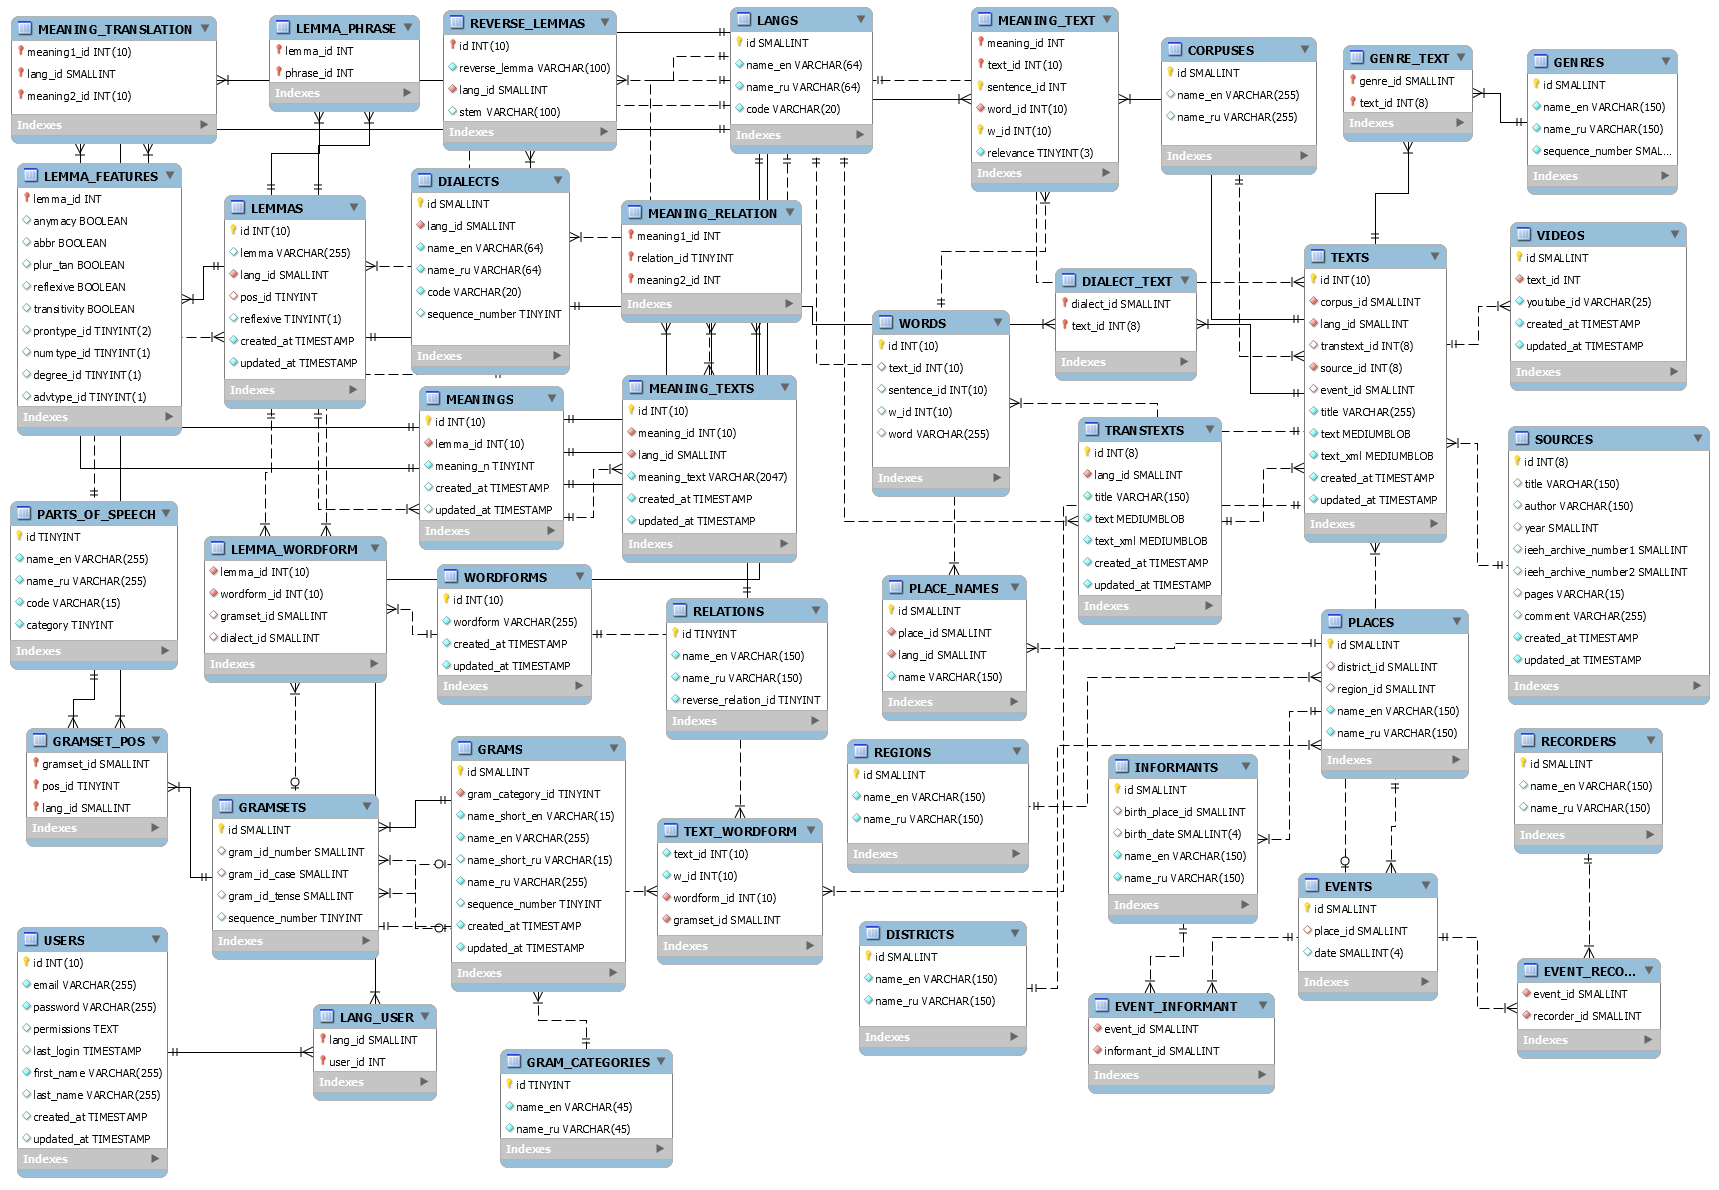 MEANING_TRANSLATION
meaning1_id INT(10)
lang_id SMALLINT
meaning2_id INT(10)
Indexes
LEMMA_PHRASE
lemma_id INT
phrase_id INT
Indexes
REVERSE_LEMMAS
id INT(10)
reverse_lemma VARCHAR(100)
lang_id SMALLINT
stem VARCHAR(100)
Indexes
LANGS
id SMALLINT
name_en VARCHAR(64)
name_ru VARCHAR(64)
code VARCHAR(20)
Indexes
MEANING_TEXT
meaning_id INT
text_id INT(10)
sentence_id INT
word_id INT(10)
w_id INT(10)
relevance TINYINT(3)
Indexes
CORPUSES
id SMALLINT
name_en VARCHAR(255)
name_ru VARCHAR(255)
Indexes
GENRE_TEXT
genre_id SMALLINT
text_id INT(8)
Indexes
GENRES
id SMALLINT
name_en VARCHAR(150)
name_ru VARCHAR(150)
sequence_number SMAL...
Indexes
LEMMA_FEATURES
lemma_id INT
anymacy BOOLEAN
abbr BOOLEAN
plur_tan BOOLEAN
reflexive BOOLEAN
transitivity BOOLEAN
prontype_id TINYINT(2)
numtype_id TINYINT(1)
degree_id TINYINT(1)
advtype_id TINYINT(1)
Indexes
LEMMAS
id INT(10)
lemma VARCHAR(255)
lang_id SMALLINT
pos_id TINYINT
reflexive TINYINT(1)
created_at TIMESTAMP
updated_at TIMESTAMP
Indexes
DIALECTS
id SMALLINT
lang_id SMALLINT
name_en VARCHAR(64)
name_ru VARCHAR(64)
code VARCHAR(20)
sequence_number TINYINT
Indexes
MEANING_RELATION
meaning1_id INT
relation_id TINYINT
meaning2_id INT
Indexes
WORDS
id INT(10)
text_id INT(10)
sentence_id INT(10)
w_id INT(10)
word VARCHAR(255)
Indexes
DIALECT_TEXT
dialect_id SMALLINT
text_id INT(8)
Indexes
TEXTS
id INT(10)
corpus_id SMALLINT
lang_id SMALLINT
transtext_id INT(8)
source_id INT(8)
event_id SMALLINT
title VARCHAR(255)
text MEDIUMBLOB
text_xml MEDIUMBLOB
created_at TIMESTAMP
updated_at TIMESTAMP
Indexes
VIDEOS
id SMALLINT
text_id INT
youtube_id VARCHAR(25)
created_at TIMESTAMP
updated_at TIMESTAMP
Indexes
MEANINGS
id INT(10)
lemma_id INT(10)
meaning_n TINYINT
created_at TIMESTAMP
updated_at TIMESTAMP
Indexes
MEANING_TEXTS
id INT(10)
meaning_id INT(10)
lang_id SMALLINT
meaning_text VARCHAR(2047)
created_at TIMESTAMP
updated_at TIMESTAMP
Indexes
TRANSTEXTS
id INT(8)
lang_id SMALLINT
title VARCHAR(150)
text MEDIUMBLOB
text_xml MEDIUMBLOB
created_at TIMESTAMP
updated_at TIMESTAMP
Indexes
SOURCES
id INT(8)
title VARCHAR(150)
author VARCHAR(150)
year SMALLINT
ieeh_archive_number1 SMALLINT
ieeh_archive_number2 SMALLINT
pages VARCHAR(15)
comment VARCHAR(255)
created_at TIMESTAMP
updated_at TIMESTAMP
Indexes
PARTS_OF_SPEECH
id TINYINT
name_en VARCHAR(255)
name_ru VARCHAR(255)
code VARCHAR(15)
category TINYINT
Indexes
LEMMA_WORDFORM
lemma_id INT(10)
wordform_id INT(10)
gramset_id SMALLINT
dialect_id SMALLINT
Indexes
WORDFORMS
id INT(10)
wordform VARCHAR(255)
created_at TIMESTAMP
updated_at TIMESTAMP
Indexes
RELATIONS
id TINYINT
name_en VARCHAR(150)
name_ru VARCHAR(150)
reverse_relation_id TINYINT
Indexes
PLACE_NAMES
id SMALLINT
place_id SMALLINT
lang_id SMALLINT
name VARCHAR(150)
Indexes
PLACES
id SMALLINT
district_id SMALLINT
region_id SMALLINT
name_en VARCHAR(150)
name_ru VARCHAR(150)
Indexes
GRAMSET_POS
gramset_id SMALLINT
pos_id TINYINT
lang_id SMALLINT
Indexes
GRAMSETS
id SMALLINT
gram_id_number SMALLINT
gram_id_case SMALLINT
gram_id_tense SMALLINT
sequence_number TINYINT
Indexes
GRAMS
id SMALLINT
gram_category_id TINYINT
name_short_en VARCHAR(15)
name_en VARCHAR(255)
name_short_ru VARCHAR(15)
name_ru VARCHAR(255)
sequence_number TINYINT
created_at TIMESTAMP
updated_at TIMESTAMP
Indexes
TEXT_WORDFORM
text_id INT(10)
w_id INT(10)
wordform_id INT(10)
gramset_id SMALLINT
Indexes
REGIONS
id SMALLINT
name_en VARCHAR(150)
name_ru VARCHAR(150)
Indexes
INFORMANTS
id SMALLINT
birth_place_id SMALLINT
birth_date SMALLINT(4)
name_en VARCHAR(150)
name_ru VARCHAR(150)
Indexes
RECORDERS
id SMALLINT
name_en VARCHAR(150)
name_ru VARCHAR(150)
Indexes
USERS
id INT(10)
email VARCHAR(255)
password VARCHAR(255)
permissions TEXT
last_login TIMESTAMP
first_name VARCHAR(255)
last_name VARCHAR(255)
created_at TIMESTAMP
updated_at TIMESTAMP
Indexes
LANG_USER
lang_id SMALLINT
user_id INT
Indexes
GRAM_CATEGORIES
id TINYINT
name_en VARCHAR(45)
name_ru VARCHAR(45)
Indexes
DISTRICTS
id SMALLINT
name_en VARCHAR(150)
name_ru VARCHAR(150)
Indexes
EVENTS
id SMALLINT
place_id SMALLINT
date SMALLINT(4)
Indexes
EVENT_INFORMANT
event_id SMALLINT
informant_id SMALLINT
Indexes
EVENT_RECO...
event_id SMALLINT
recorder_id SMALLINT
Indexes